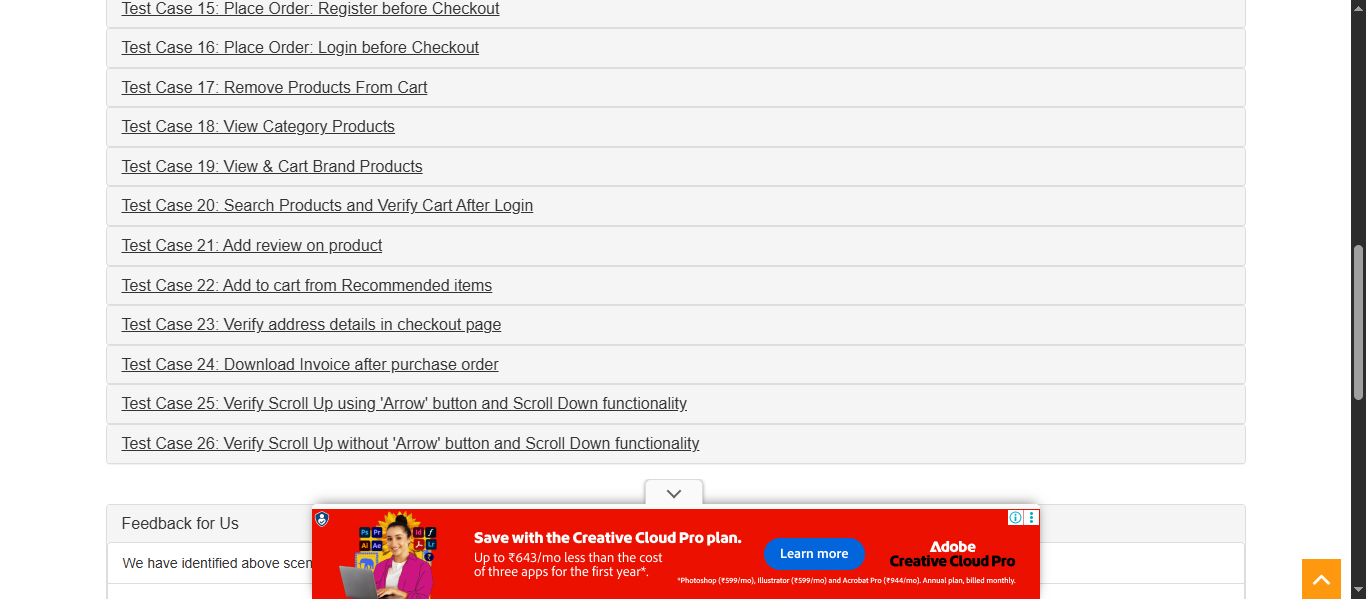 Test Case 15: Place Order: Register before Checkout
Test Case 16: Place Order: Login before Checkout
Test Case 17: Remove Products From Cart
Test Case 18: View Category Products
Test Case 19: View & Cart Brand Products
Test Case 20: Search Products and Verify Cart After Login
Test Case 21: Add review on product
Test Case 22: Add to cart from Recommended items
Test Case 23: Verify address details in checkout page
Test Case 24: Download Invoice after purchase order
Test Case 25: Verify Scroll Up using 'Arrow' button and Scroll Down functionality
Test Case 26: Verify Scroll Up without 'Arrow' button and Scroll Down functionality
Feedback for Us
We have identified above scen
Ps Pr Id
Ai Ae Lr
Save with the Creative Cloud Pro plan.
Up to ₹643/mo less than the cost
of three apps for the first year*.
Learn more
Adobe
Creative Cloud Pro
*Photoshop (₹599/mo), Illustrator (₹599/mo) and Acrobat Pro (₹944/mo). Annual plan, billed monthly.